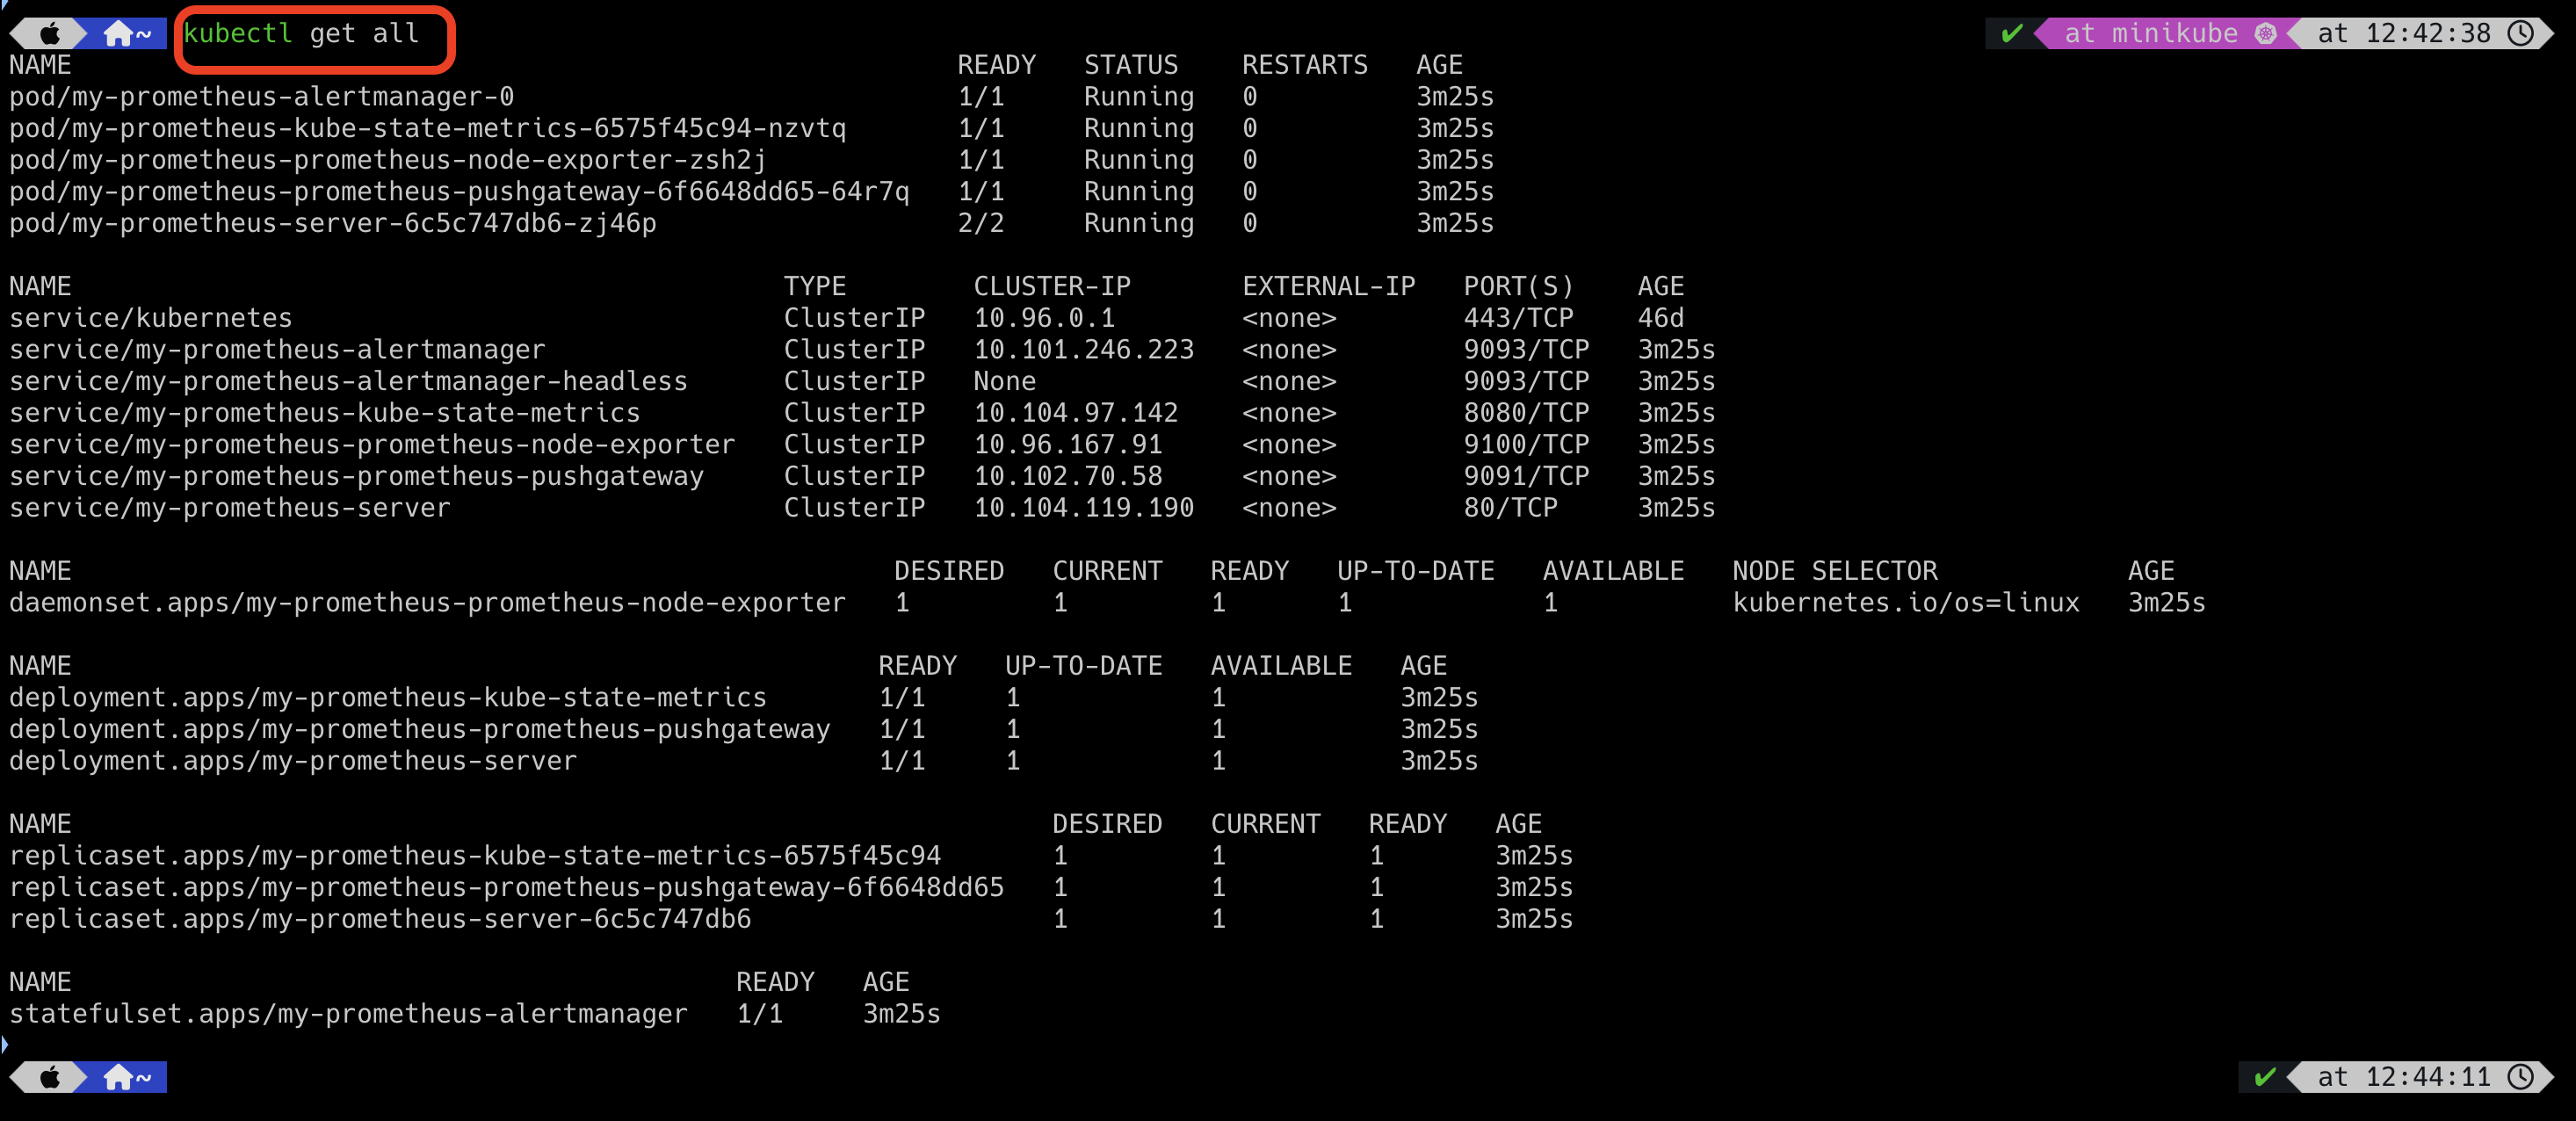 ~ kubectl get all ✔ at minikube at 12:42:38
NAME READY STATUS RESTARTS AGE
pod/my-prometheus-alertmanager-0 1/1 Running 0 3m25s
pod/my-prometheus-kube-state-metrics-6575f45c94-nzvtq 1/1 Running 0 3m25s
pod/my-prometheus-prometheus-node-exporter-zsh2j 1/1 Running 0 3m25s
pod/my-prometheus-prometheus-pushgateway-6f6648dd65-64r7q 1/1 Running 0 3m25s
pod/my-prometheus-server-6c5c747db6-zj46p 2/2 Running 0 3m25s
NAME TYPE CLUSTER-IP EXTERNAL-IP PORT(S) AGE
service/kubernetes ClusterIP 10.96.0.1 <none> 443/TCP 46d
service/my-prometheus-alertmanager ClusterIP 10.101.246.223 <none> 9093/TCP 3m25s
service/my-prometheus-alertmanager-headless ClusterIP None <none> 9093/TCP 3m25s
service/my-prometheus-kube-state-metrics ClusterIP 10.104.97.142 <none> 8080/TCP 3m25s
service/my-prometheus-prometheus-node-exporter ClusterIP 10.96.167.91 <none> 9100/TCP 3m25s
service/my-prometheus-prometheus-pushgateway ClusterIP 10.102.70.58 <none> 9091/TCP 3m25s
service/my-prometheus-server ClusterIP 10.104.119.190 <none> 80/TCP 3m25s
NAME DESIRED CURRENT READY UP-TO-DATE AVAILABLE NODE SELECTOR AGE
daemonset.apps/my-prometheus-prometheus-node-exporter 1 1 1 1 1 kubernetes.io/os=linux 3m25s
NAME READY UP-TO-DATE AVAILABLE AGE
deployment.apps/my-prometheus-kube-state-metrics 1/1 1 1 3m25s
deployment.apps/my-prometheus-prometheus-pushgateway 1/1 1 1 3m25s
deployment.apps/my-prometheus-server 1/1 1 1 3m25s
NAME DESIRED CURRENT READY AGE
replicaset.apps/my-prometheus-kube-state-metrics-6575f45c94 1 1 1 3m25s
replicaset.apps/my-prometheus-prometheus-pushgateway-6f6648dd65 1 1 1 3m25s
replicaset.apps/my-prometheus-server-6c5c747db6 1 1 1 3m25s
NAME READY AGE
statefulset.apps/my-prometheus-alertmanager 1/1 3m25s
~ ✔ at 12:44:11